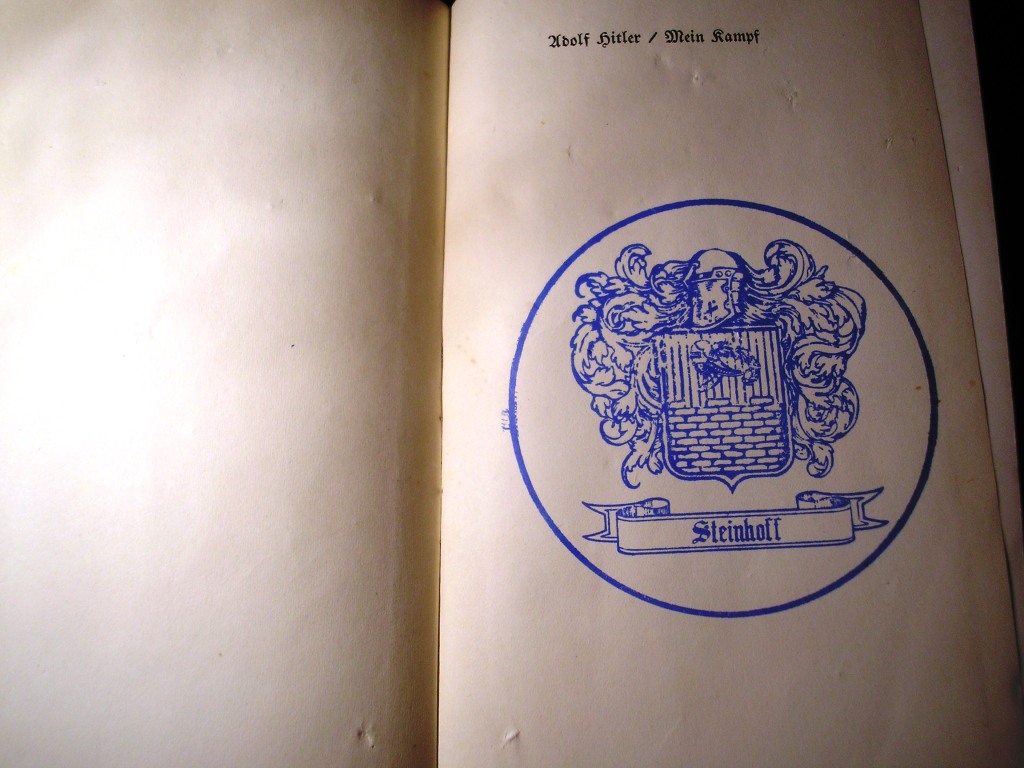 Adolf Hitler / Mein Kampf
Steinhoff